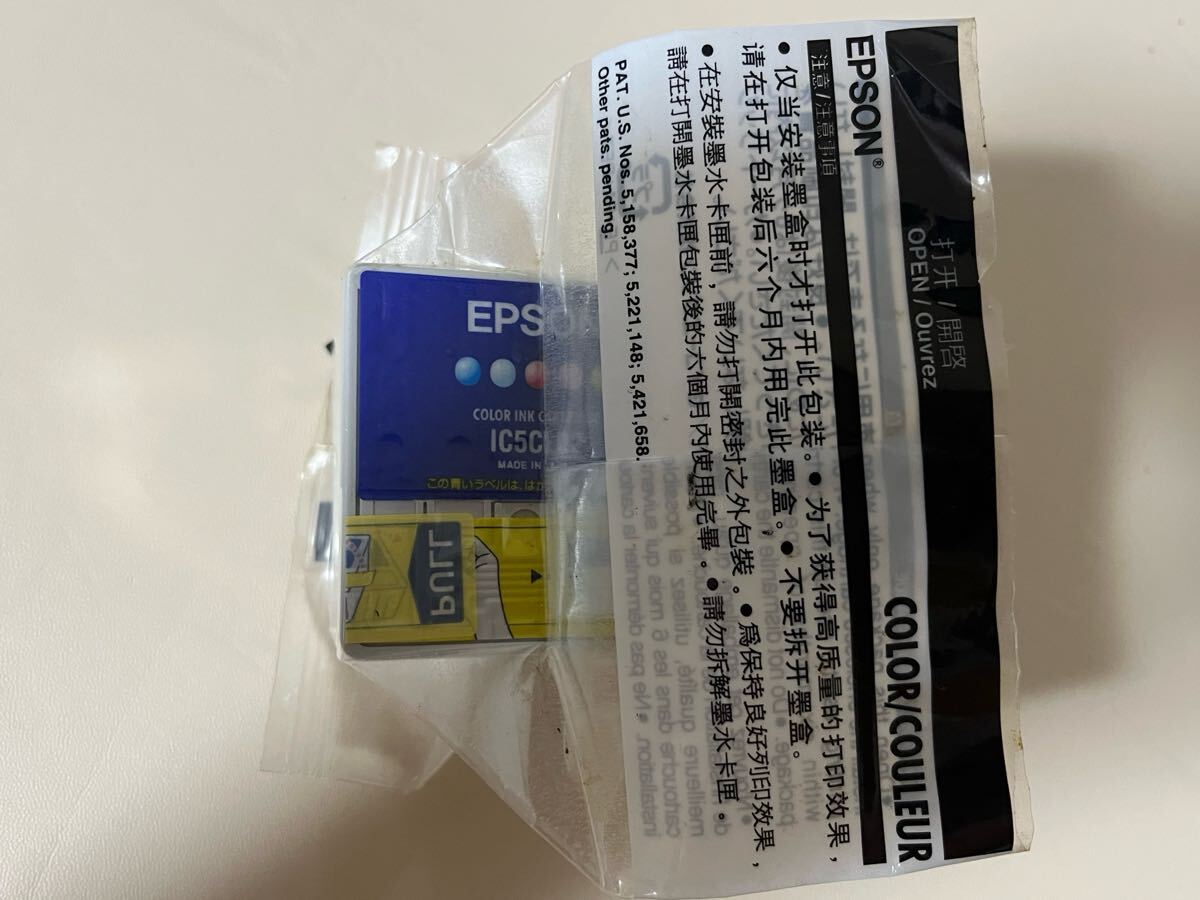 打开 / 開啓
OPEN / Ouvrez
EPSON®
COLOR/COULEUR
注意/注意事項
• 仅当安装墨盒时才打开此包装。• 为了获得高质量的打印效果，
请在打开包装后六个月内用完此墨盒。• 不要拆开墨盒。
• 在安裝墨水卡匣前，請勿打開密封之外包裝。• 爲保持良好列印效果，
請在打開墨水卡匣包裝後的六個月內使用完畢。• 請勿拆解墨水卡匣。
PAT. U.S. Nos. 5,158,377; 5,221,148; 5,421,658.
Other pats. pending.
EPSON
COLOR INK
IC5CL
MADE IN
この青いラベルは、はが
PULL